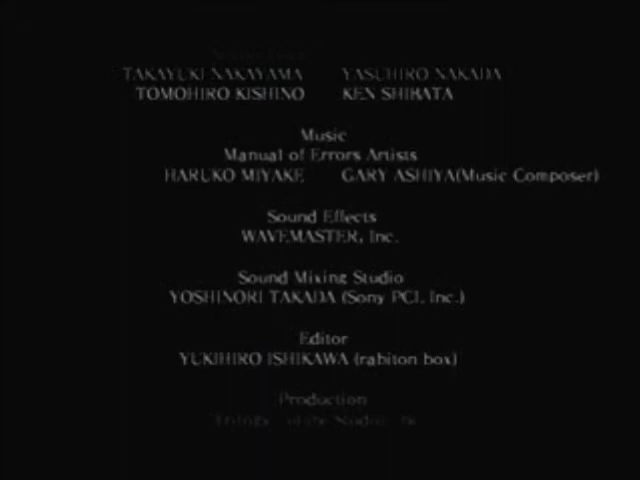 TAKAYUKI NAKAYAMA YASUHIRO NAKADA
TOMOHIRO KISHINO KEN SHIBATA
Music
Manual of Errors Artists
HARUKO MIYAKE GARY ASHIYA(Music Composer)
Sound Effects
WAVEMASTER, Inc.
Sound Mixing Studio
YOSHINORI TAKADA (Sony PCL Inc.)
Editor
YUKIHIRO ISHIKAWA (rabiton box)
Production